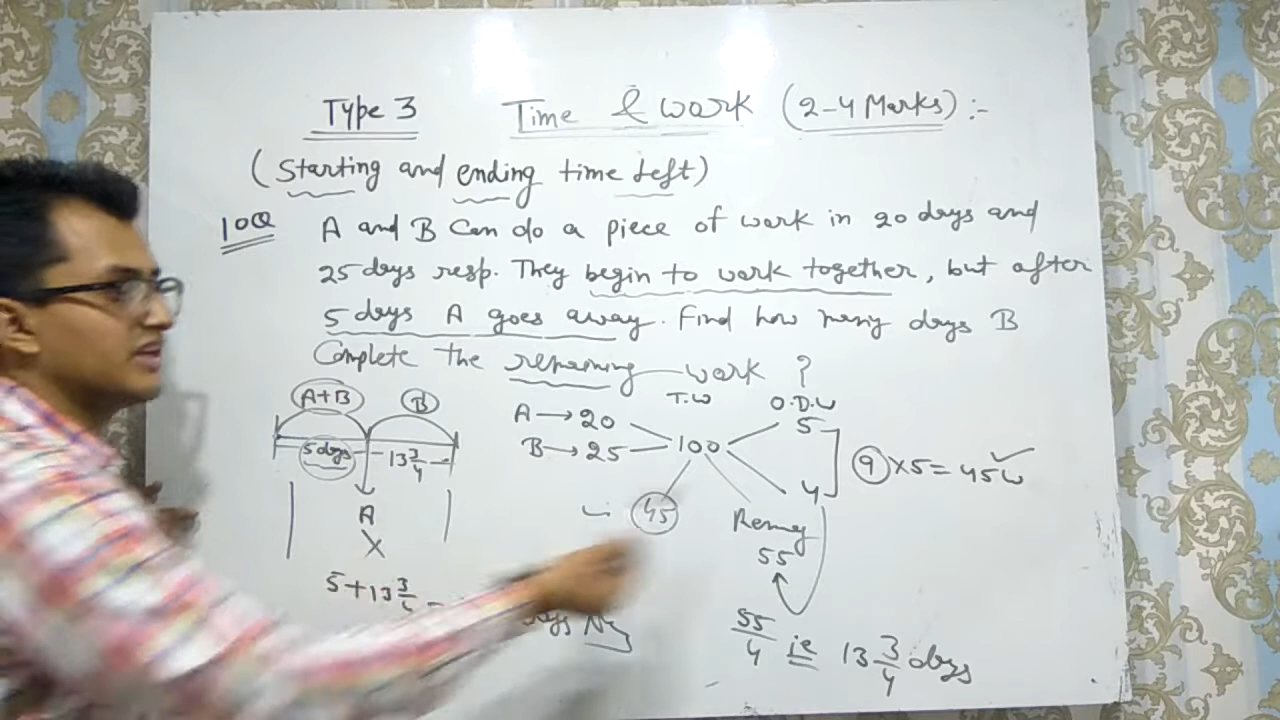 Type 3 Time & work (2-4 Marks):-
(Starting and ending time left)
10Q A and B Can do a piece of work in 20 days and
25 days resp. They begin to work together, but after
5 days A goes away. Find how many days B
Complete the remaining work ?
A+B B
T.W O.D.W
A→20 5
B→25 100
5 days 13 3/4
4
9×5=45w
A
X
45 Remng
55
5+13 3/4
days
55/4 ie 13 3/4 days